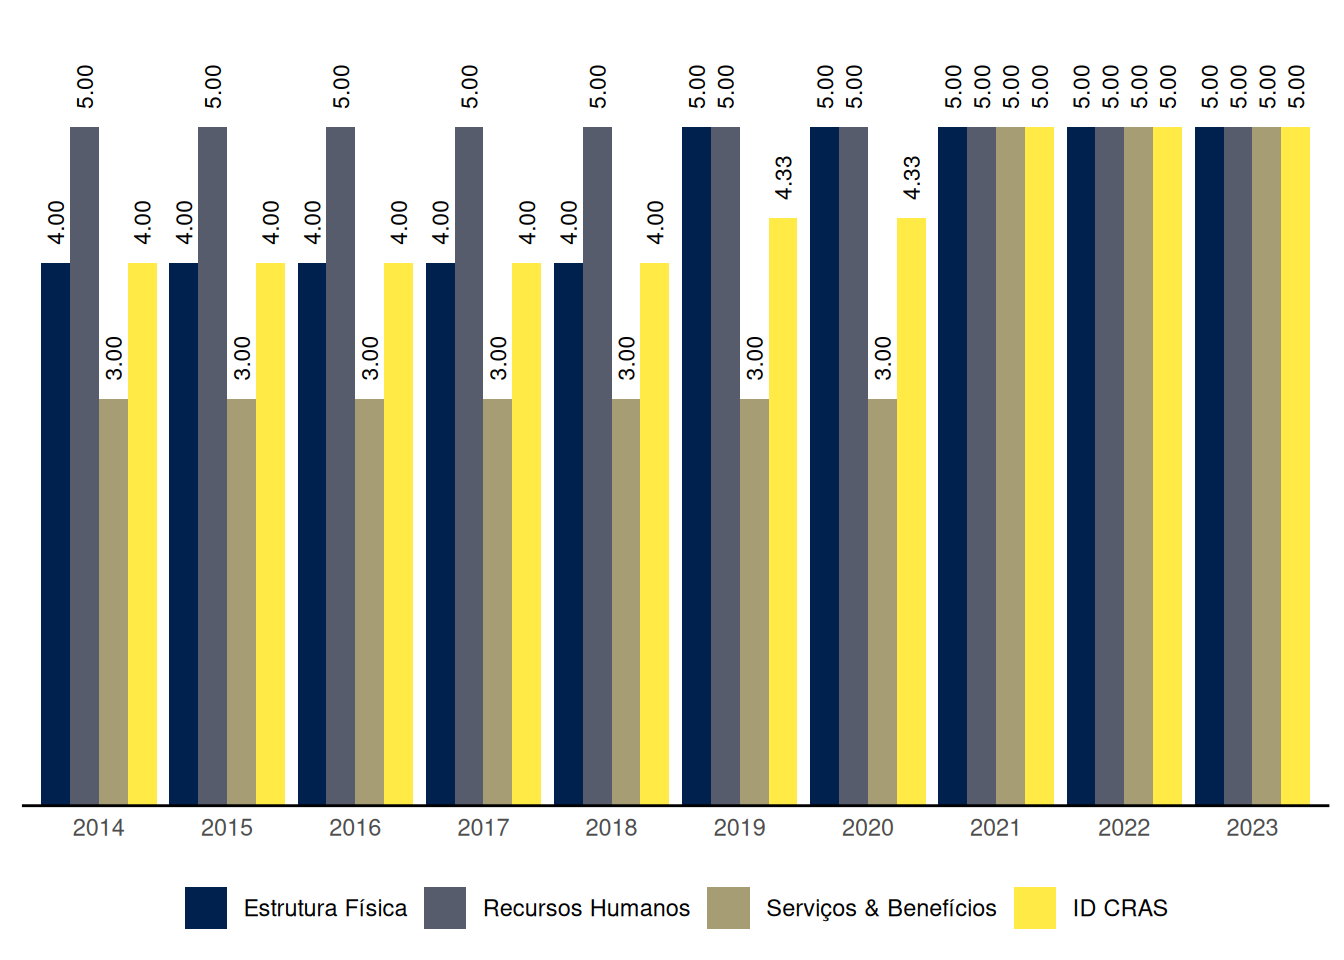 5.00 5.00 5.00 5.00 5.00 5.00 5.00 5.00 5.00 5.00 5.00 5.00 5.00 5.00 5.00 5.00 5.00 5.00 5.00 5.00 5.00
4.33 4.33
4.00 4.00 4.00 4.00 4.00 4.00 4.00 4.00 4.00 4.00
3.00 3.00 3.00 3.00 3.00 3.00 3.00
2014 2015 2016 2017 2018 2019 2020 2021 2022 2023
Estrutura Física Recursos Humanos Serviços & Benefícios ID CRAS